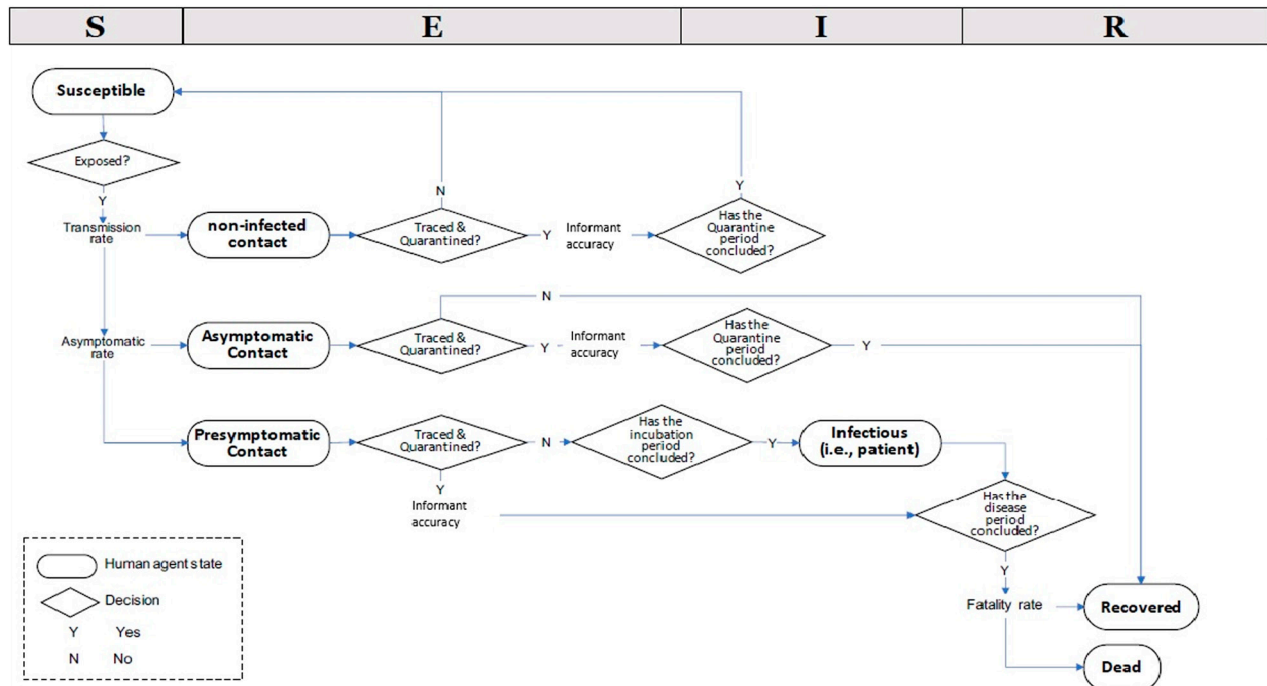 S E I R
Susceptible
Exposed?
Y
N
Y
Transmission
rate
non-infected
contact
Traced &
Quarantined?
Y
Informant
accuracy
Has the
Quarantine
period
concluded?
N
Asymptomatic
rate
Asymptomatic
Contact
Traced &
Quarantined?
Y
Informant
accuracy
Has the
Quarantine
period
concluded?
Y
Presymptomatic
Contact
Traced &
Quarantined?
N
Has the
incubation
period
concluded?
Y
Infectious
(i.e., patient)
Y
Informant
accuracy
Has the
disease
period
concluded?
Y
Fatality rate
Recovered
Dead
Human agent state
Decision
Y Yes
N No